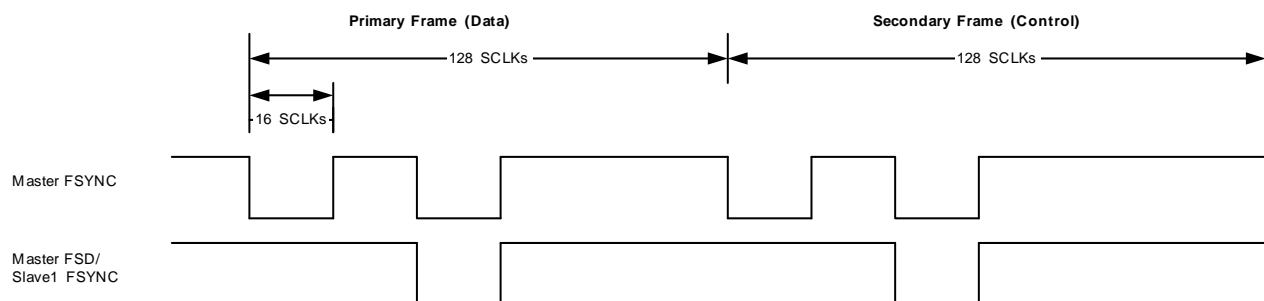 Primary Frame (Data)
Secondary Frame (Control)
128 SCLKs
128 SCLKs
16 SCLKs
Master FSYNC
Master FSD/
Slave1 FSYNC